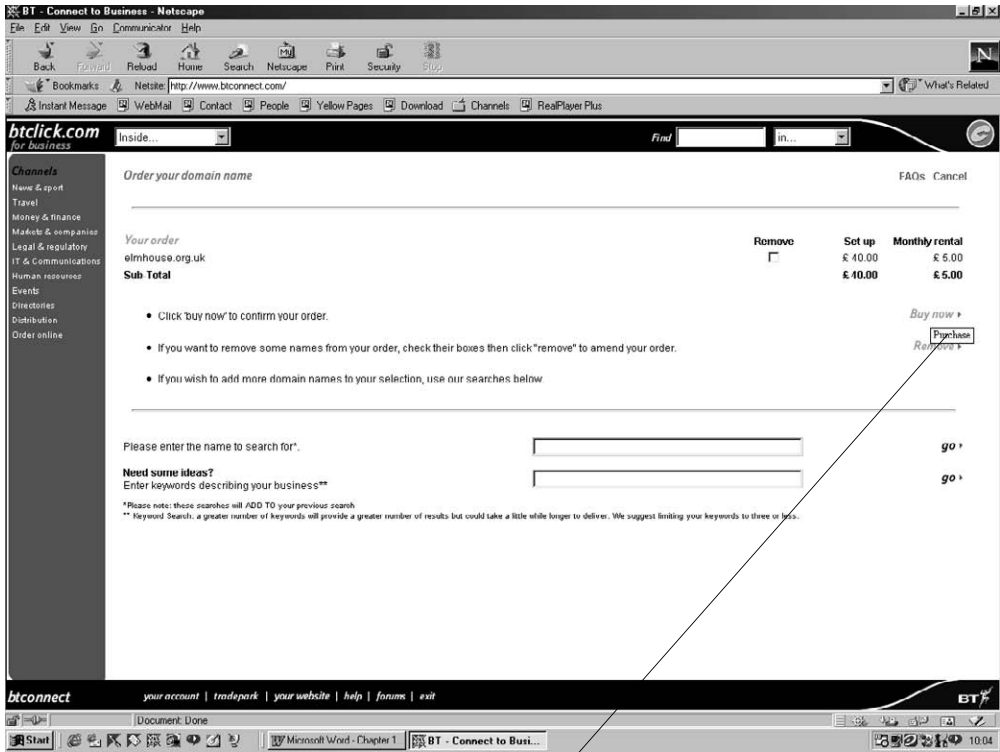 BT - Connect to Business - Netscape
File Edit View Go Communicator Help
Back Forward Reload Home Search Netscape Print Security Stop
Bookmarks Netsite: http://www.btconnect.com/ What's Related
Instant Message WebMail Contact People Yellow Pages Download Channels RealPlayer Plus
btclick.com
for business
Inside... Find in...
Channels
News & sport
Travel
Money & finance
Markets & companies
Legal & regulatory
IT & Communications
Human resources
Events
Directories
Distribution
Order online
Order your domain name FAQs Cancel
Your order Remove Set up Monthly rental
elmhouse.org.uk £ 40.00 £ 5.00
Sub Total £ 40.00 £ 5.00
Click 'buy now' to confirm your order. Buy now
Purchase
If you want to remove some names from your order, check their boxes then click "remove" to amend your order. Remove
If you wish to add more domain names to your selection, use our searches below
Please enter the name to search for*. go
Need some ideas?
Enter keywords describing your business** go
*Please note: these searches will ADD TO your previous search
** Keyword Search: a greater number of keywords will provide a greater number of results but could take a little while longer to deliver. We suggest limiting your keywords to three or less.
btconnect your account | tradepark | your website | help | forums | exit BT
Document: Done
Start Microsoft Word - Chapter 1 BT - Connect to Busi... 10:04